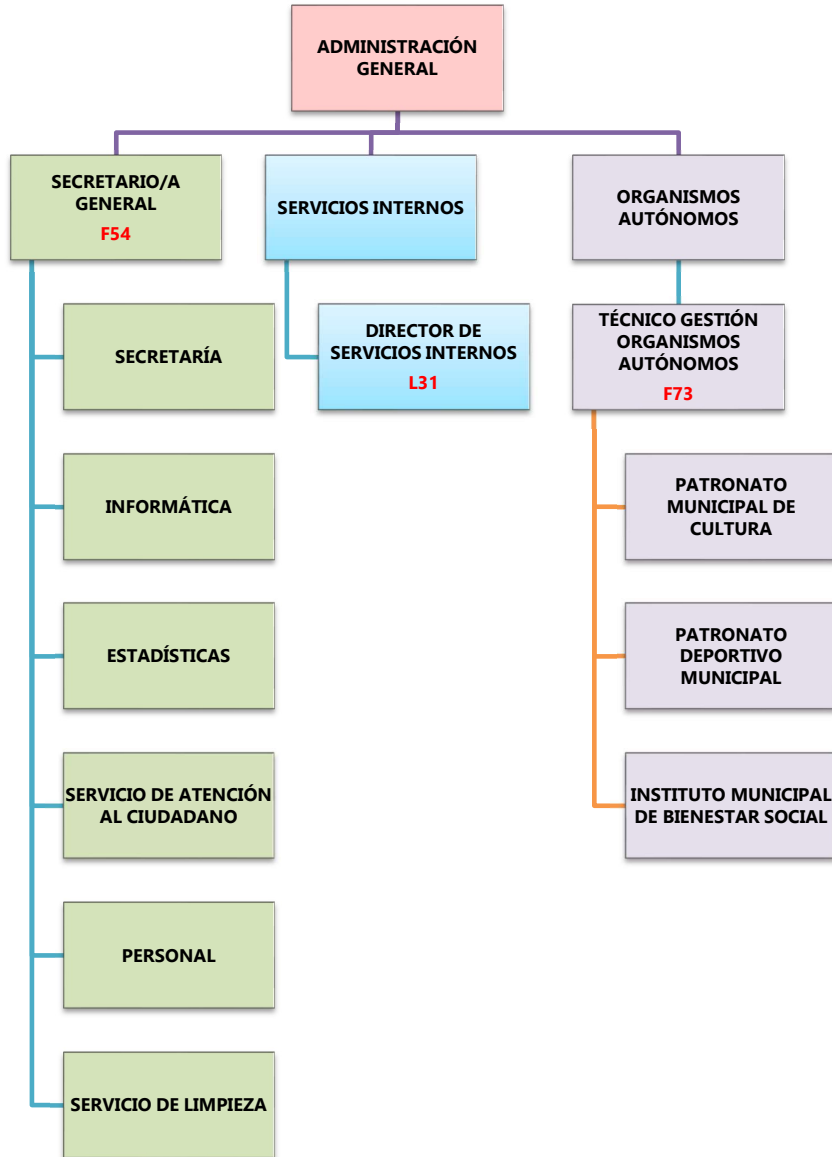 ADMINISTRACIÓN
GENERAL
SECRETARIO/A
GENERAL
F54
SERVICIOS INTERNOS
ORGANISMOS
AUTÓNOMOS
SECRETARÍA
DIRECTOR DE
SERVICIOS INTERNOS
L31
TÉCNICO GESTIÓN
ORGANISMOS
AUTÓNOMOS
F73
INFORMÁTICA
PATRONATO
MUNICIPAL DE
CULTURA
ESTADÍSTICAS
PATRONATO
DEPORTIVO
MUNICIPAL
SERVICIO DE ATENCIÓN
AL CIUDADANO
INSTITUTO MUNICIPAL
DE BIENESTAR SOCIAL
PERSONAL
SERVICIO DE LIMPIEZA